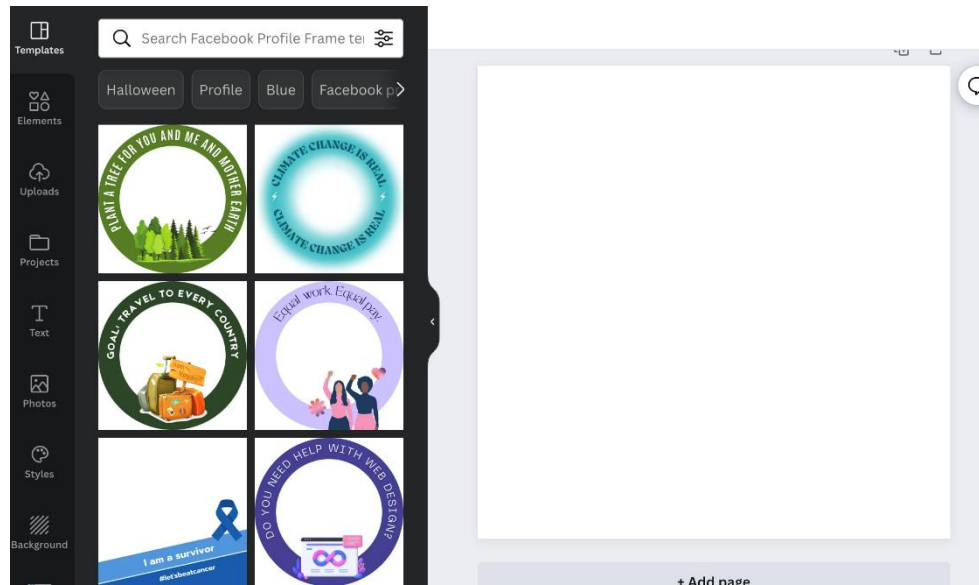 Templates
Elements
Uploads
Projects
Text
Photos
Styles
Background
Search Facebook Profile Frame te
Halloween
Profile
Blue
Facebook p
PLANT A TREE FOR YOU AND ME AND MOTHER EARTH
CLIMATE CHANGE IS REAL
CLIMATE CHANGE IS REAL
GOAL: TRAVEL TO EVERY COUNTRY
Equal work. Equal pay.
I am a survivor
#let'sbeatcancer
DO YOU NEED HELP WITH WEB DESIGN?
+ Add page